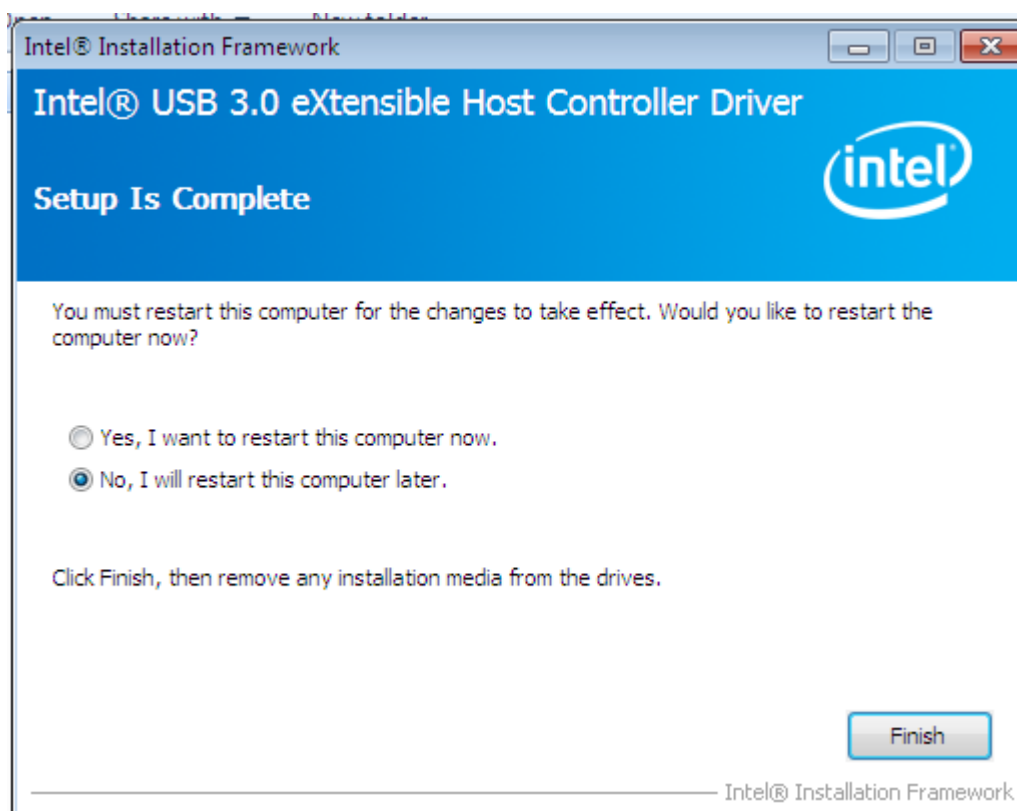 Intel® Installation Framework
Intel® USB 3.0 eXtensible Host Controller Driver
intel
Setup Is Complete
You must restart this computer for the changes to take effect. Would you like to restart the
computer now?
Yes, I want to restart this computer now.
No, I will restart this computer later.
Click Finish, then remove any installation media from the drives.
Finish
Intel® Installation Framework